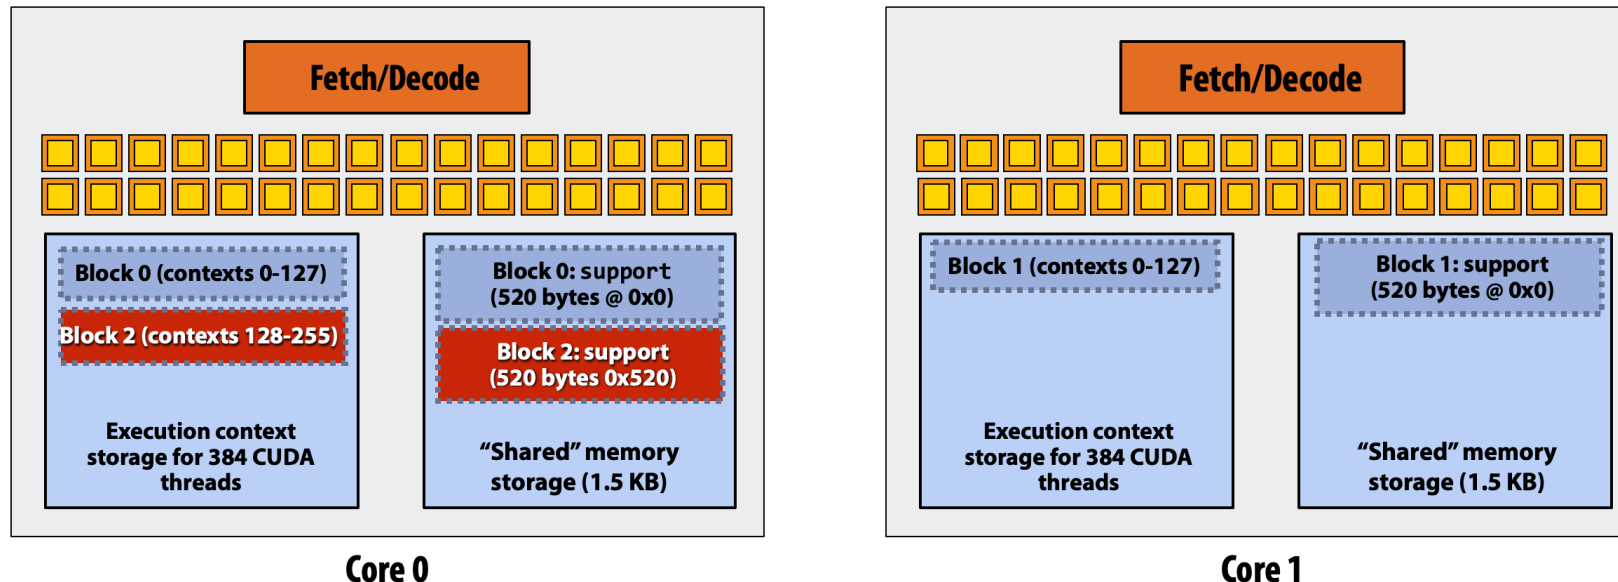 Fetch/Decode
Block 0 (contexts 0-127)
Block 2 (contexts 128-255)
Execution context
storage for 384 CUDA
threads
Block 0: support
(520 bytes @ 0x0)
Block 2: support
(520 bytes 0x520)
“Shared” memory
storage (1.5 KB)
Core 0
Fetch/Decode
Block 1 (contexts 0-127)
Execution context
storage for 384 CUDA
threads
Block 1: support
(520 bytes @ 0x0)
“Shared” memory
storage (1.5 KB)
Core 1